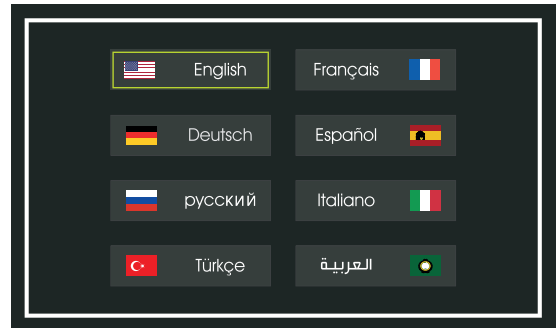 English
Français
Deutsch
Español
русский
Italiano
Türkçe
العربية